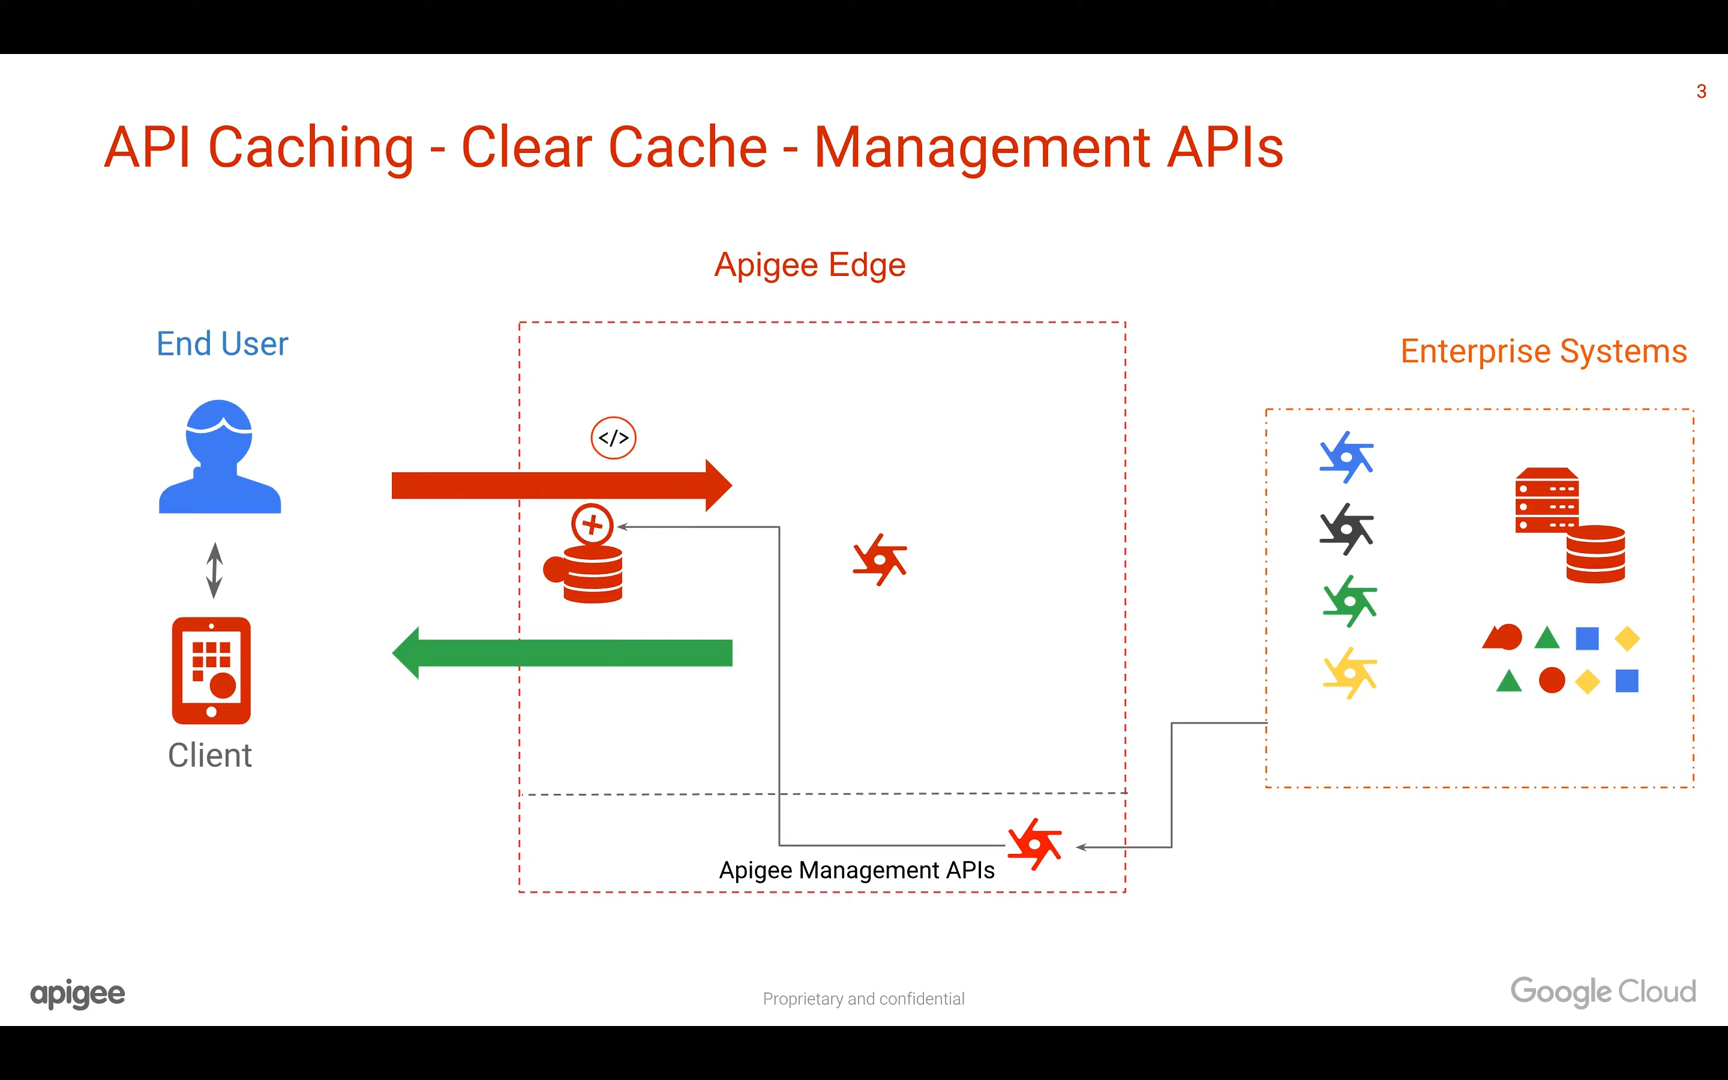 3
API Caching - Clear Cache - Management APIs
Apigee Edge
End User
Enterprise Systems
</>
Client
Apigee Management APIs
apigee
Proprietary and confidential
Google Cloud